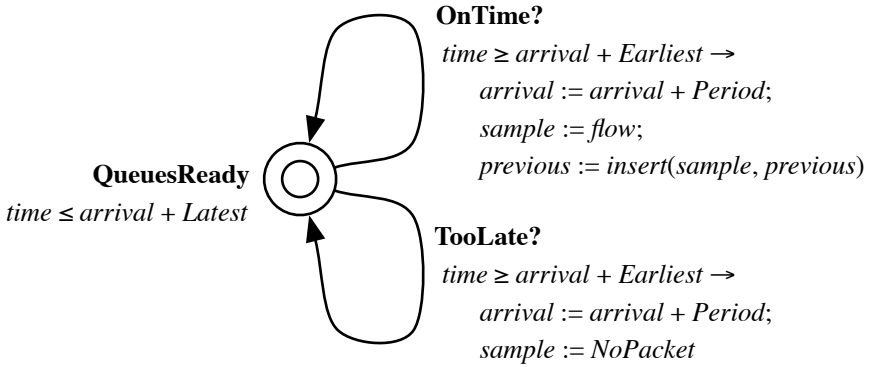 OnTime?
time ≥ arrival + Earliest →
arrival := arrival + Period;
sample := flow;
previous := insert(sample, previous)
QueuesReady
time ≤ arrival + Latest
TooLate?
time ≥ arrival + Earliest →
arrival := arrival + Period;
sample := NoPacket